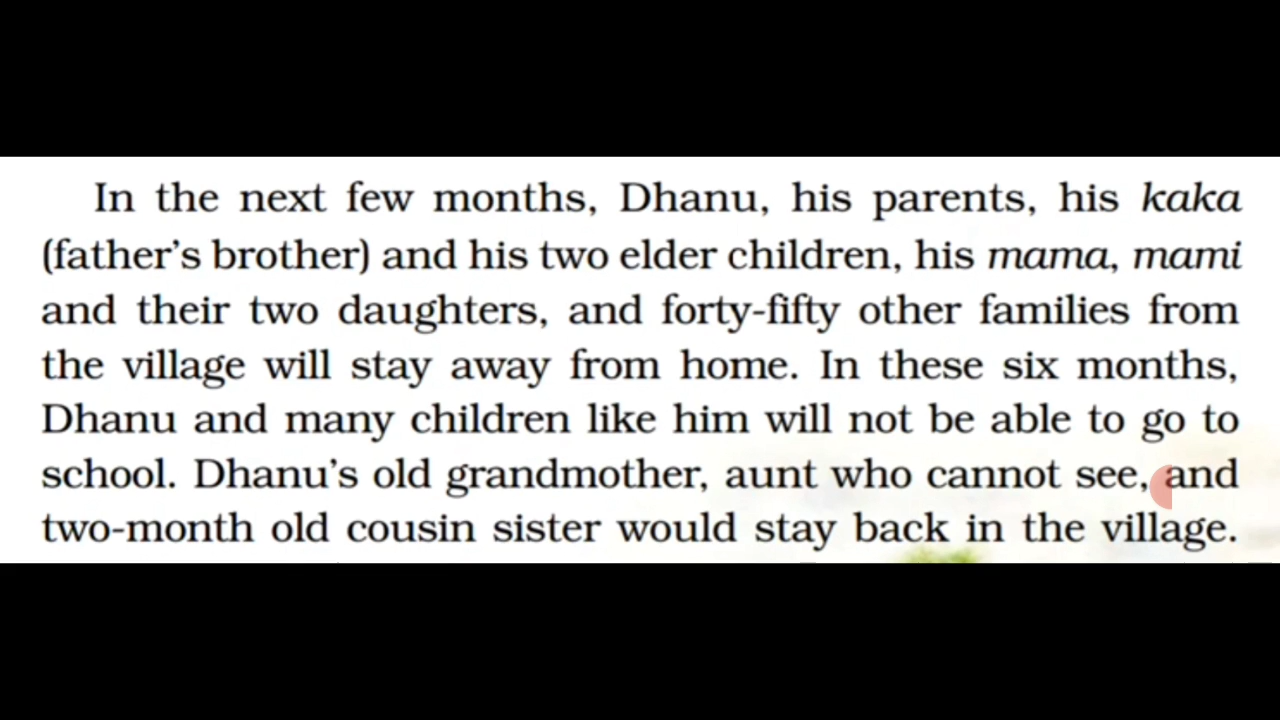 In the next few months, Dhanu, his parents, his kaka
(father's brother) and his two elder children, his mama, mami
and their two daughters, and forty-fifty other families from
the village will stay away from home. In these six months,
Dhanu and many children like him will not be able to go to
school. Dhanu's old grandmother, aunt who cannot see, and
two-month old cousin sister would stay back in the village.